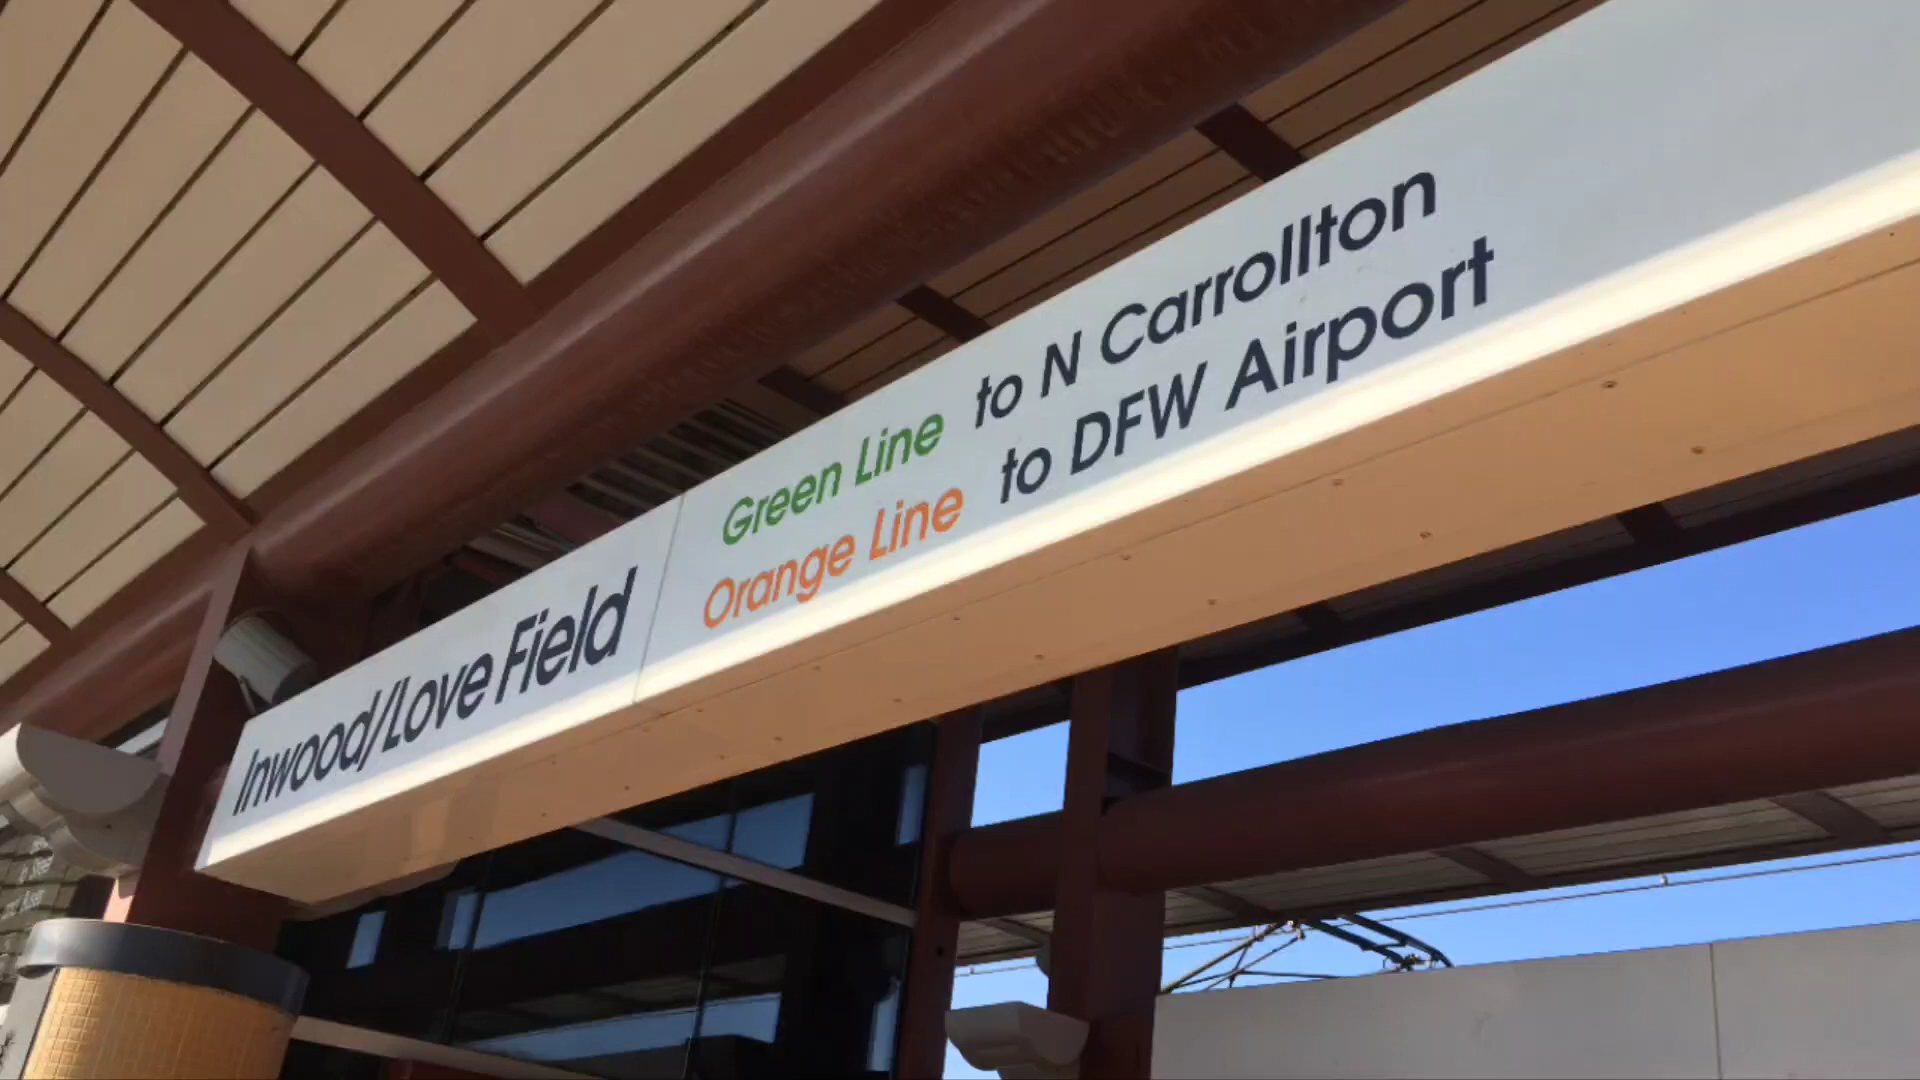 Inwood/Love Field
Green Line to N Carrollton
Orange Line to DFW Airport